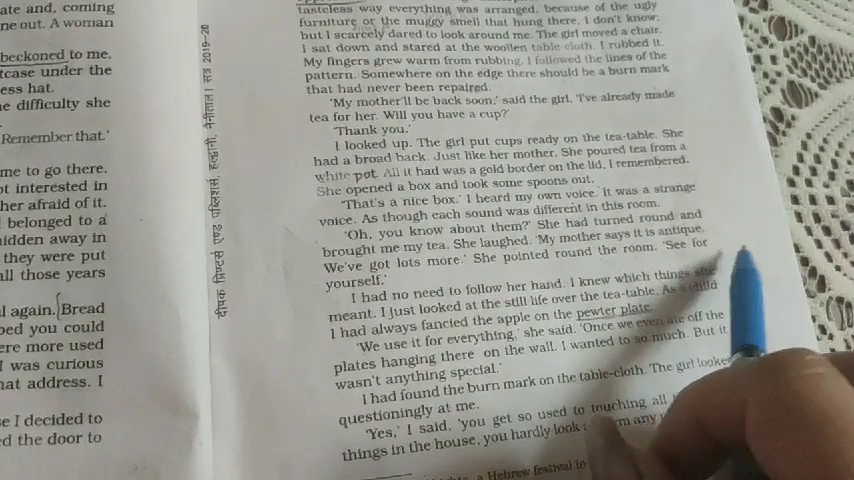 ate and, coming
ne out. A woman
beckoned to me.
tcase under the
ess hat.
e difficulty she
Remember that.'
me to go there.
ot interested in
her afraid of it.
l belonged to a
hidden away in
they were put
all those years
al again. Bread
bed you could
ere more used
I was curious
hat address. I
se I decided to
ed the door to
दीपक प्रिण्टर्स एण्ड पब्लिशर्स, हल्द्वानी, नैनीताल। सत्र 2019-20
tasteless way everything was arranged, because of the ugly
furniture or the muggy smell that hung there, I don't know;
but I scarcely dared to look around me. The girl moved a chair.
I sat down and stared at the woollen table-cloth. I rubbed it.
My fingers grew warm from rubbing. I followed the lines of the
pattern. Somewhere on the edge there should be a burn mark
that had never been repaired.
'My mother'll be back soon,' said the girl. 'I've already made
tea for her. Will you have a cup?'
'Thank you.'
I looked up. The girl put cups ready on the tea-table. She
had a broad back. Just like her mother. She poured tea from a
white pot. All it had was a gold border on the lid, I remembered.
She opened a box and took some spoons out.
'That's a nice box.' I heard my own voice. It was a strange
voice. As though each sound was different in this room.
'Oh, you know about them?' She had turned round and
brought me my tea. She laughed. 'My mother says it is antique.
We've got lots more.' She pointed round the room. 'See for
yourself.'
I had no need to follow her hand. I knew which things she
meant. I just looked at the still life over the tea-table. As a child
I had always fancied the apple on the pewter plate.
'We use it for everything,' she said. 'Once we even ate off the
plates hanging there on the wall. I wanted to so much. But it
wasn't anything special.'
I had found the burn mark on the table-cloth. The girl looked
questioningly at me.
'Yes,' I said, 'you get so used to touching all
things in the house, you hardly look any
a Hebrew festival in